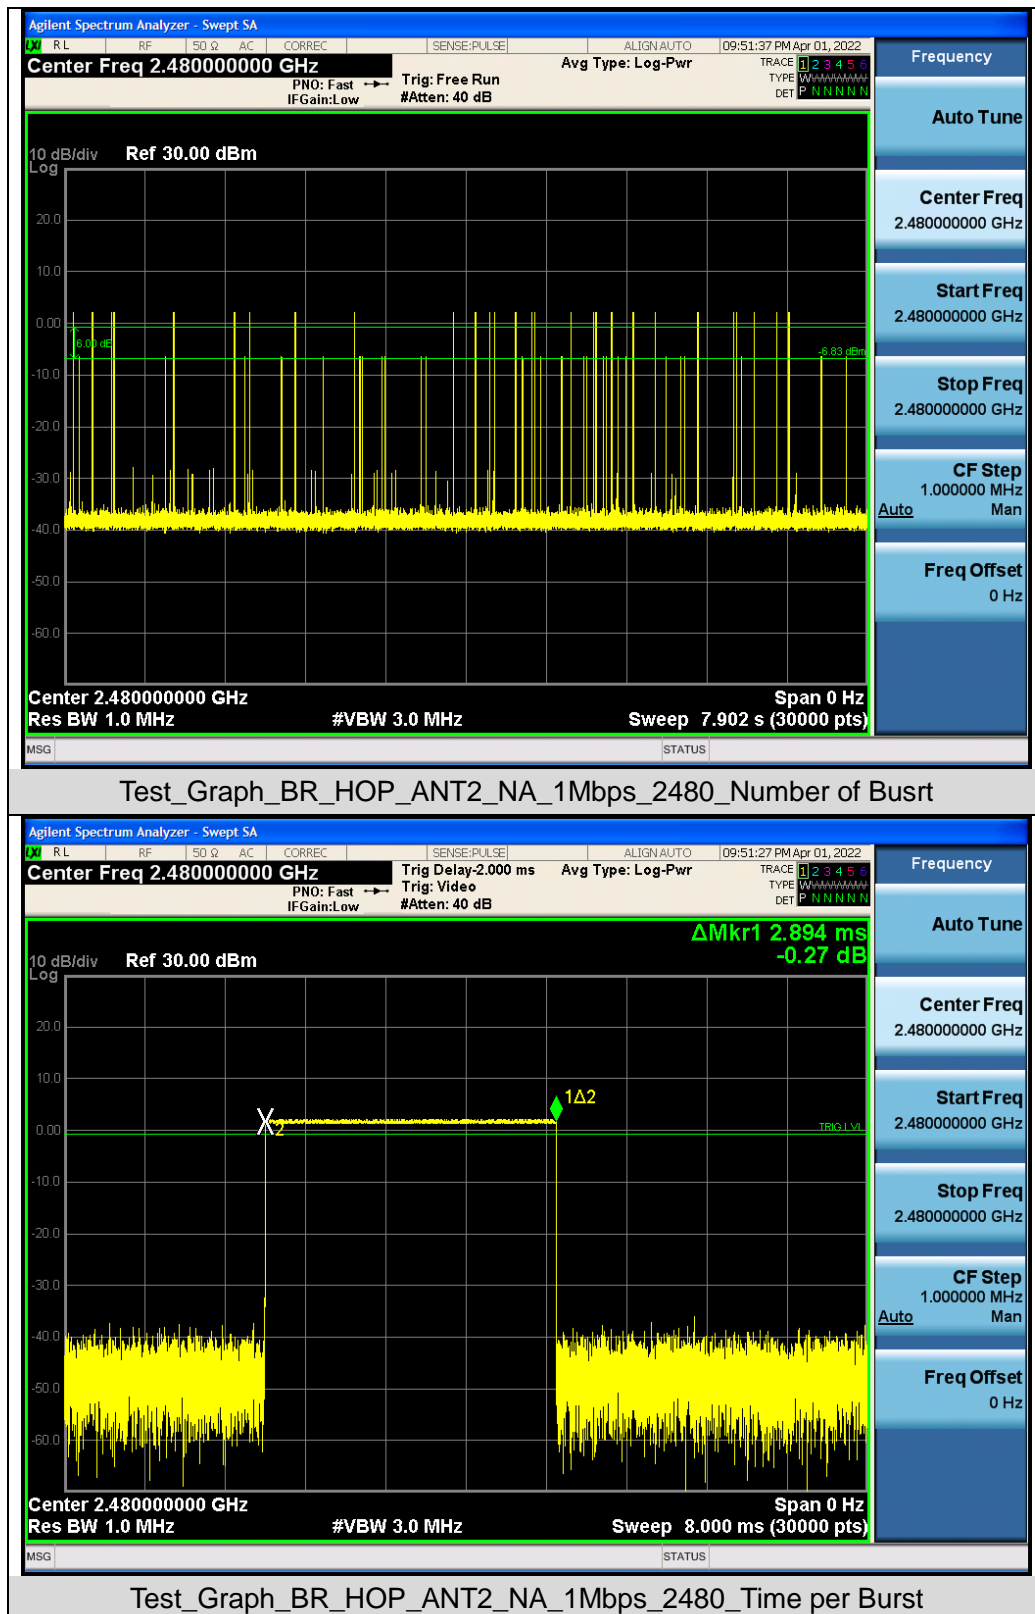 Agilent Spectrum Analyzer - Swept SA
LXI RL RF 50 Ω AC CORREC SENSE:PULSE ALIGN AUTO 09:51:37 PM Apr 01, 2022
Center Freq 2.480000000 GHz
PNO: Fast
IFGain:Low
Trig: Free Run
#Atten: 40 dB
Avg Type: Log-Pwr
TRACE 1 2 3 4 5 6
TYPE W
DET P N N N N N
Frequency
Auto Tune
Center Freq
2.480000000 GHz
Start Freq
2.480000000 GHz
Stop Freq
2.480000000 GHz
CF Step
1.000000 MHz
Auto Man
Freq Offset
0 Hz
10 dB/div Ref 30.00 dBm
Log
20.0
10.0
0.00
6.00 dB
-6.83 dBm
-10.0
-20.0
-30.0
-40.0
-50.0
-60.0
Center 2.480000000 GHz Span 0 Hz
Res BW 1.0 MHz #VBW 3.0 MHz Sweep 7.902 s (30000 pts)
MSG STATUS
Test_Graph_BR_HOP_ANT2_NA_1Mbps_2480_Number of Busrt
Agilent Spectrum Analyzer - Swept SA
LXI RL RF 50 Ω AC CORREC SENSE:PULSE ALIGN AUTO 09:51:27 PM Apr 01, 2022
Center Freq 2.480000000 GHz
PNO: Fast
IFGain:Low
Trig Delay-2.000 ms
Trig: Video
#Atten: 40 dB
Avg Type: Log-Pwr
TRACE 1 2 3 4 5 6
TYPE W
DET P N N N N N
Frequency
Auto Tune
Center Freq
2.480000000 GHz
Start Freq
2.480000000 GHz
Stop Freq
2.480000000 GHz
CF Step
1.000000 MHz
Auto Man
Freq Offset
0 Hz
ΔMkr1 2.894 ms
-0.27 dB
10 dB/div Ref 30.00 dBm
Log
20.0
10.0
1Δ2
2
0.00
TRIG LVL
-10.0
-20.0
-30.0
-40.0
-50.0
-60.0
Center 2.480000000 GHz Span 0 Hz
Res BW 1.0 MHz #VBW 3.0 MHz Sweep 8.000 ms (30000 pts)
MSG STATUS
Test_Graph_BR_HOP_ANT2_NA_1Mbps_2480_Time per Burst